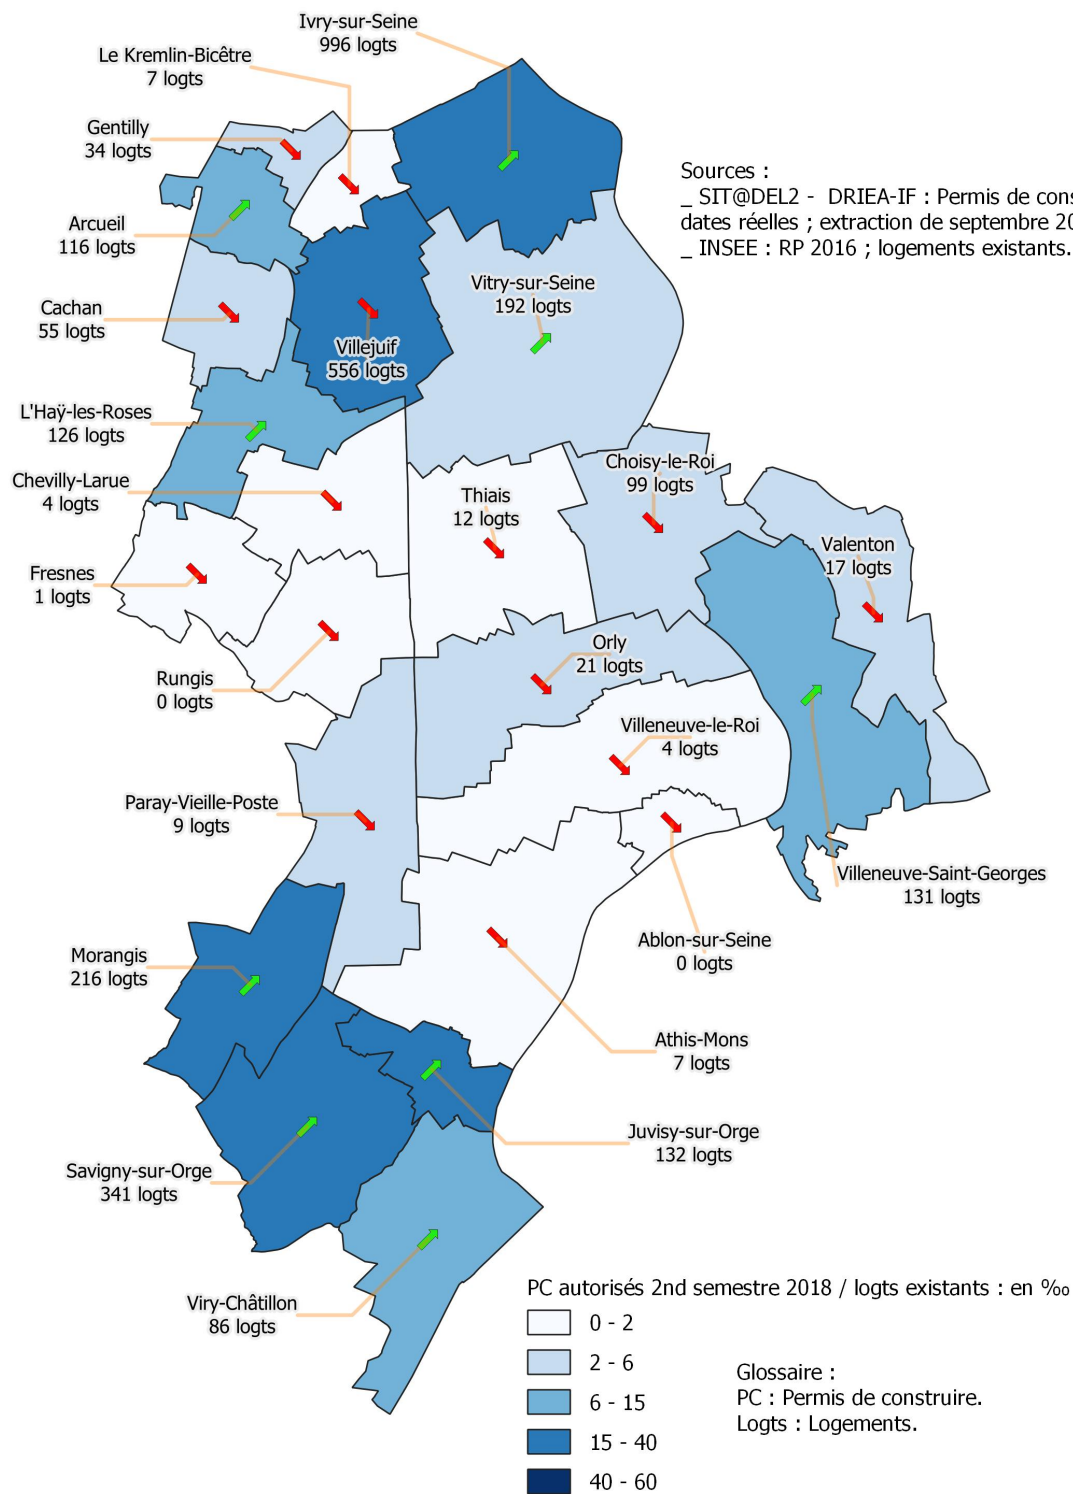 Ivry-sur-Seine
996 logts
Le Kremlin-Bicêtre
7 logts
Gentilly
34 logts
Arcueil
116 logts
Cachan
55 logts
Villejuif
556 logts
Vitry-sur-Seine
192 logts
Sources :
_ SIT@DEL2 - DRIEA-IF : Permis de
dates réelles ; extraction de septembre
_ INSEE : RP 2016 ; logements existants.
L'Haÿ-les-Roses
126 logts
Chevilly-Larue
4 logts
Thiais
12 logts
Choisy-le-Roi
99 logts
Valenton
17 logts
Fresnes
1 logts
Rungis
0 logts
Orly
21 logts
Villeneuve-le-Roi
4 logts
Paray-Vieille-Poste
9 logts
Villeneuve-Saint-Georges
131 logts
Ablon-sur-Seine
0 logts
Morangis
216 logts
Athis-Mons
7 logts
Juvisy-sur-Orge
132 logts
Savigny-sur-Orge
341 logts
Viry-Châtillon
86 logts
PC autorisés 2nd semestre 2018 / logts existants : en ‰
0 - 2
2 - 6
6 - 15
15 - 40
40 - 60
Glossaire :
PC : Permis de construire.
Logts : Logements.